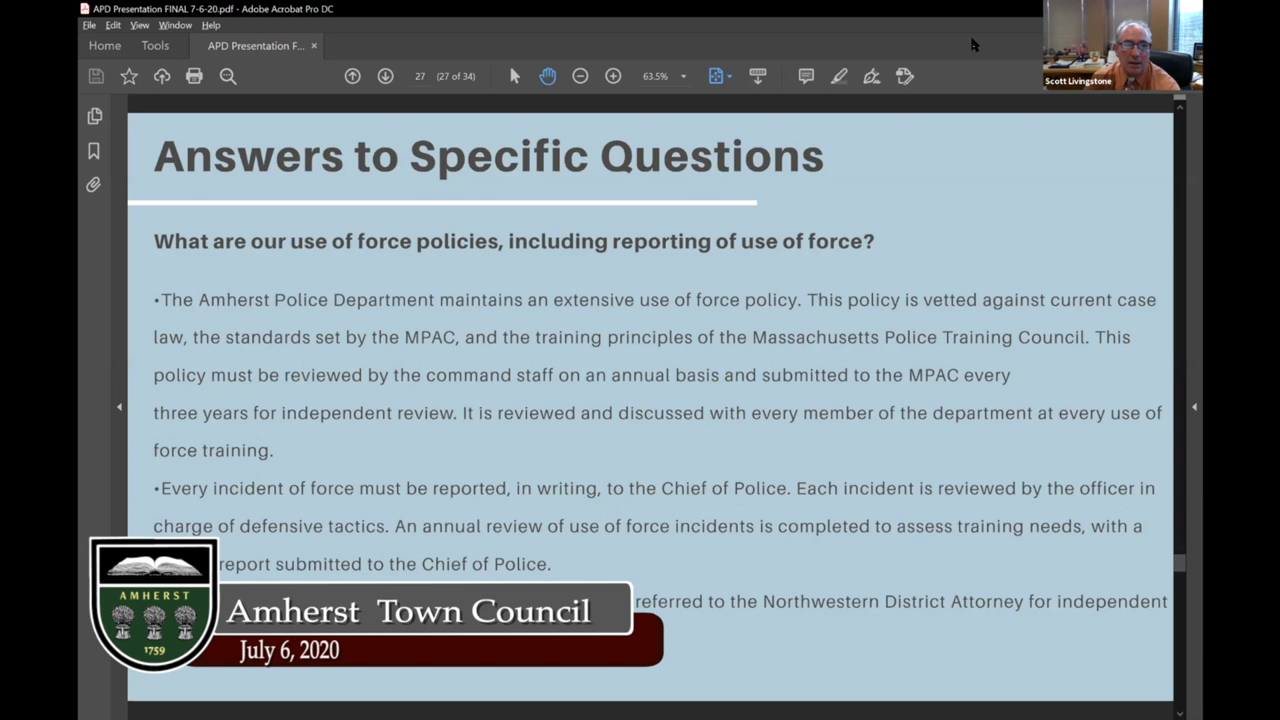 APD Presentation FINAL 7-6-20.pdf - Adobe Acrobat Pro DC
File Edit View Window Help
Home Tools APD Presentation F... ×
27 (27 of 34) 63.5%
Scott Livingstone
Answers to Specific Questions
What are our use of force policies, including reporting of use of force?
•The Amherst Police Department maintains an extensive use of force policy. This policy is vetted against current case
law, the standards set by the MPAC, and the training principles of the Massachusetts Police Training Council. This
policy must be reviewed by the command staff on an annual basis and submitted to the MPAC every
three years for independent review. It is reviewed and discussed with every member of the department at every use of
force training.
•Every incident of force must be reported, in writing, to the Chief of Police. Each incident is reviewed by the officer in
charge of defensive tactics. An annual review of use of force incidents is completed to assess training needs, with a
report submitted to the Chief of Police.
referred to the Northwestern District Attorney for independent
AMHERST
1759
Amherst Town Council
July 6, 2020